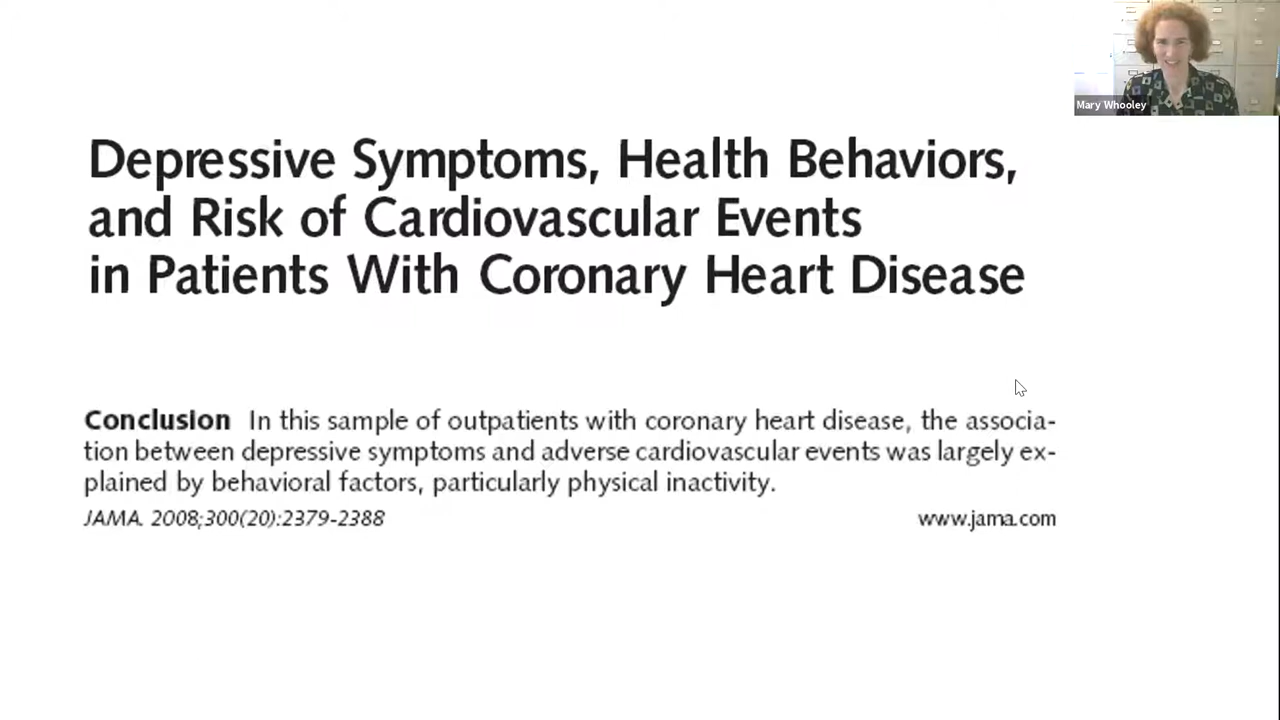 Mary Whooley
Depressive Symptoms, Health Behaviors,
and Risk of Cardiovascular Events
in Patients With Coronary Heart Disease
Conclusion In this sample of outpatients with coronary heart disease, the associa-
tion between depressive symptoms and adverse cardiovascular events was largely ex-
plained by behavioral factors, particularly physical inactivity.
JAMA. 2008;300(20):2379-2388
www.jama.com